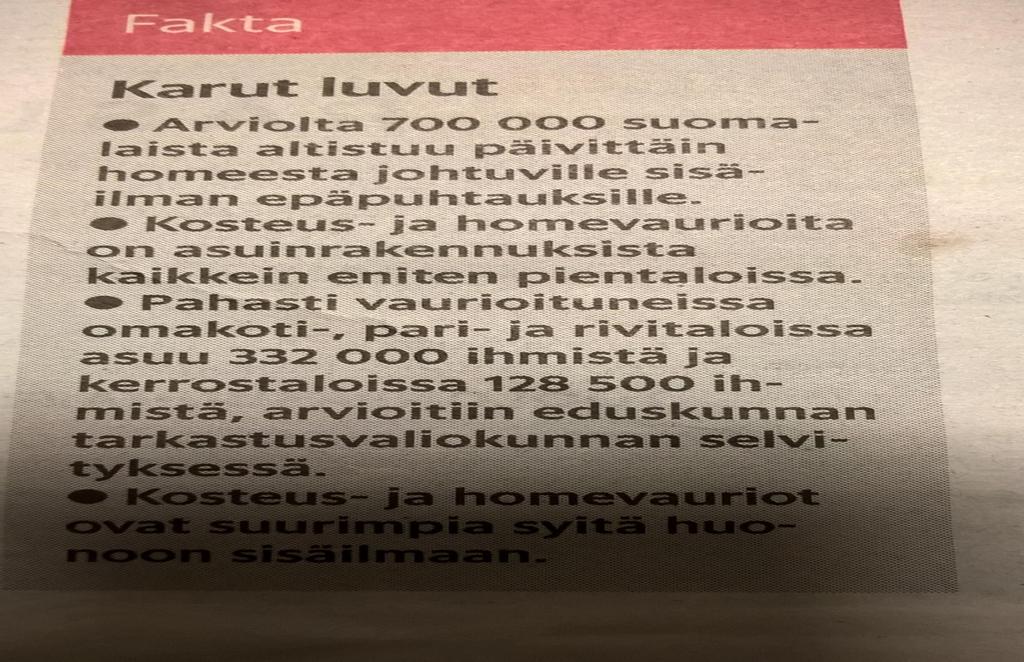 Fakta
Karut luvut
● Arviolta 700 000 suoma-
laista altistuu päivittäin
homeesta johtuville sisä-
ilman epäpuhtauksille.
● Kosteus- ja homevaurioita
on asuinrakennuksista
kaikkein eniten pientaloissa.
● Pahasti vaurioituneissa
omakoti-, pari- ja rivitaloissa
asuu 332 000 ihmistä ja
kerrostaloissa 128 500 ih-
mistä, arvioitiin eduskunnan
tarkastusvaliokunnan selvi-
tyksessä.
● Kosteus- ja homevauriot
ovat suurimpia syitä huo-
noon sisäilmaan.